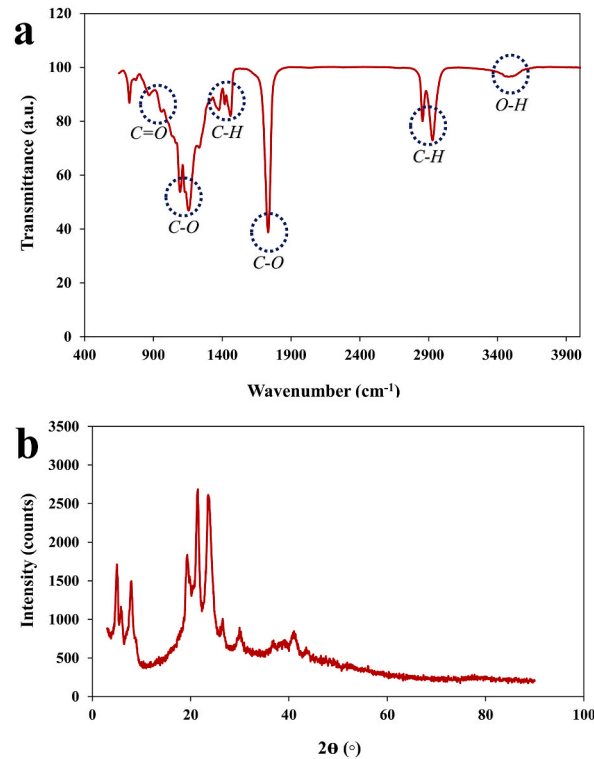 a
120
100
80
60
40
20
0
Transmittance (a.u.)
C=O
C-H
C-O
C-O
C-H
O-H
400 900 1400 1900 2400 2900 3400 3900
Wavenumber (cm⁻¹)
b
3500
3000
2500
2000
1500
1000
500
0
Intensity (counts)
0 20 40 60 80 100
2ϴ (○)